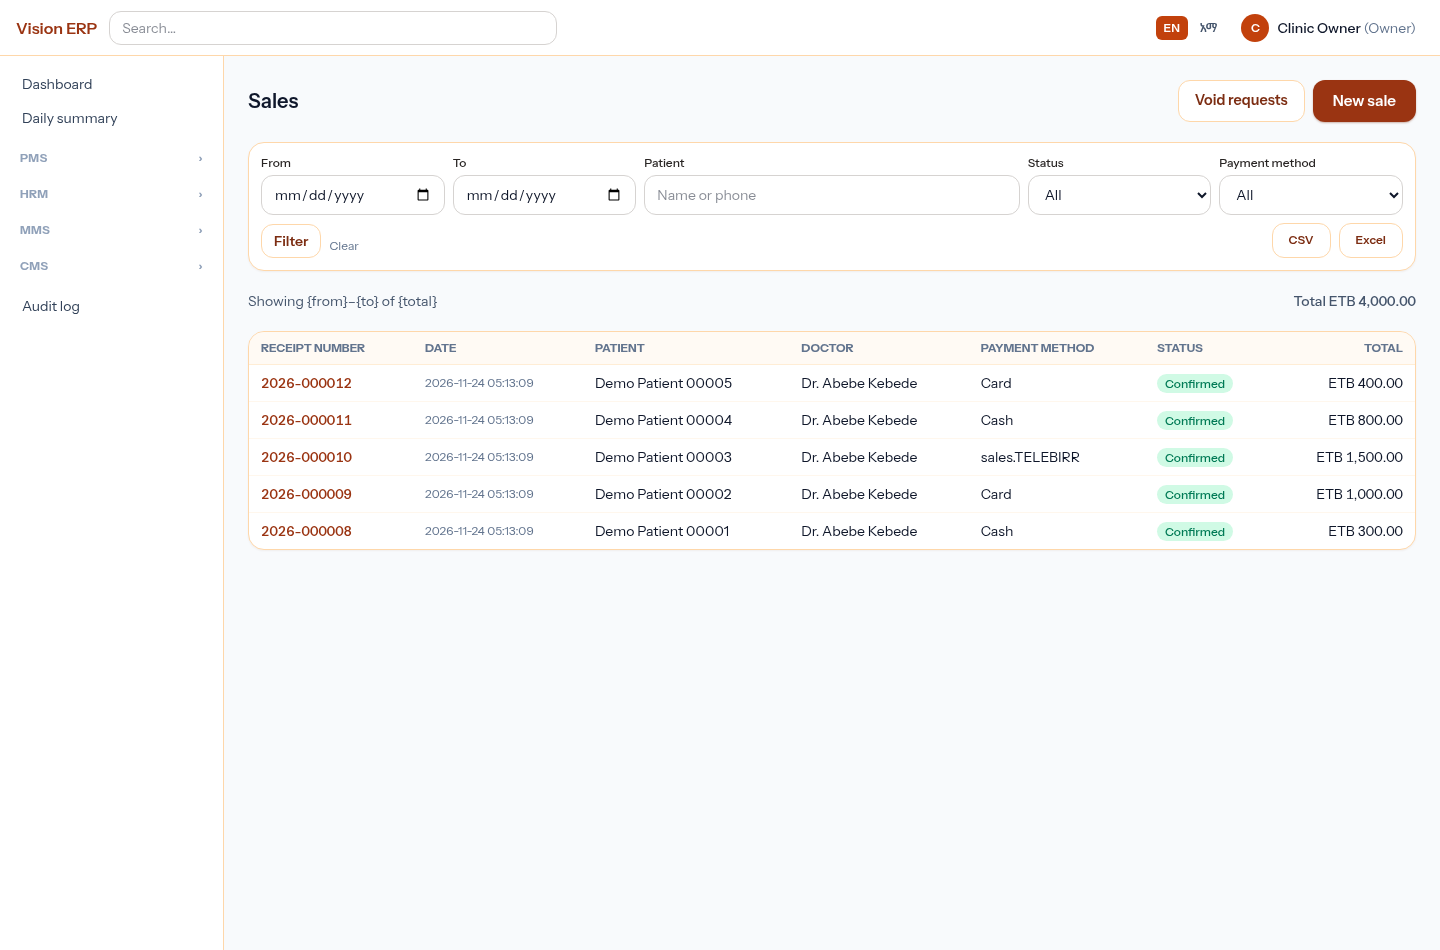 Vision ERP
Search...
EN
አማ
C
Clinic Owner (Owner)
Dashboard
Daily summary
PMS
HRM
MMS
CMS
Audit log
Sales
Void requests
New sale
From
To
Patient
Status
Payment method
mm/dd/yyyy
mm/dd/yyyy
Name or phone
All
All
Filter
Clear
CSV
Excel
Showing {from}–{to} of {total}
Total ETB 4,000.00
RECEIPT NUMBER DATE PATIENT DOCTOR PAYMENT METHOD STATUS TOTAL
2026-000012 2026-11-24 05:13:09 Demo Patient 00005 Dr. Abebe Kebede Card Confirmed ETB 400.00
2026-000011 2026-11-24 05:13:09 Demo Patient 00004 Dr. Abebe Kebede Cash Confirmed ETB 800.00
2026-000010 2026-11-24 05:13:09 Demo Patient 00003 Dr. Abebe Kebede sales.TELEBIRR Confirmed ETB 1,500.00
2026-000009 2026-11-24 05:13:09 Demo Patient 00002 Dr. Abebe Kebede Card Confirmed ETB 1,000.00
2026-000008 2026-11-24 05:13:09 Demo Patient 00001 Dr. Abebe Kebede Cash Confirmed ETB 300.00